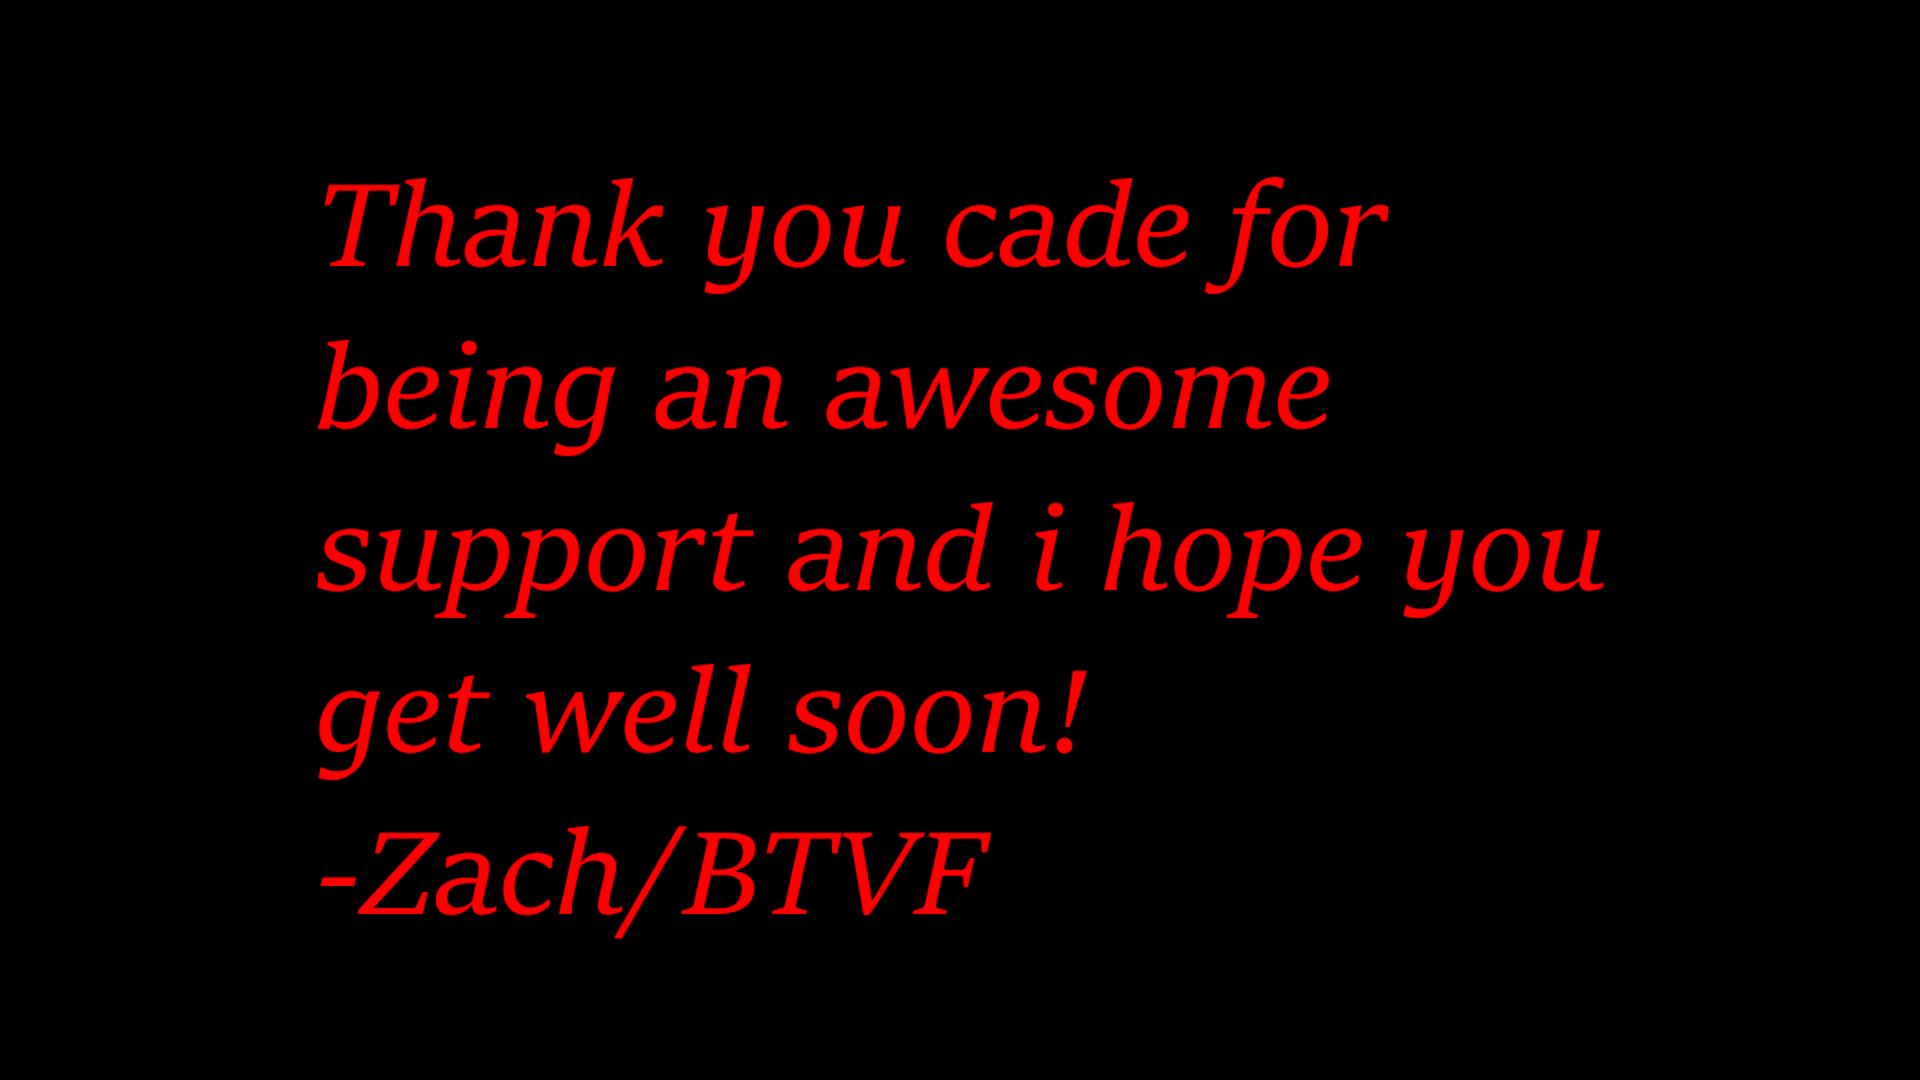 Thank you cade for
being an awesome
support and i hope you
get well soon!
-Zach/BTVF